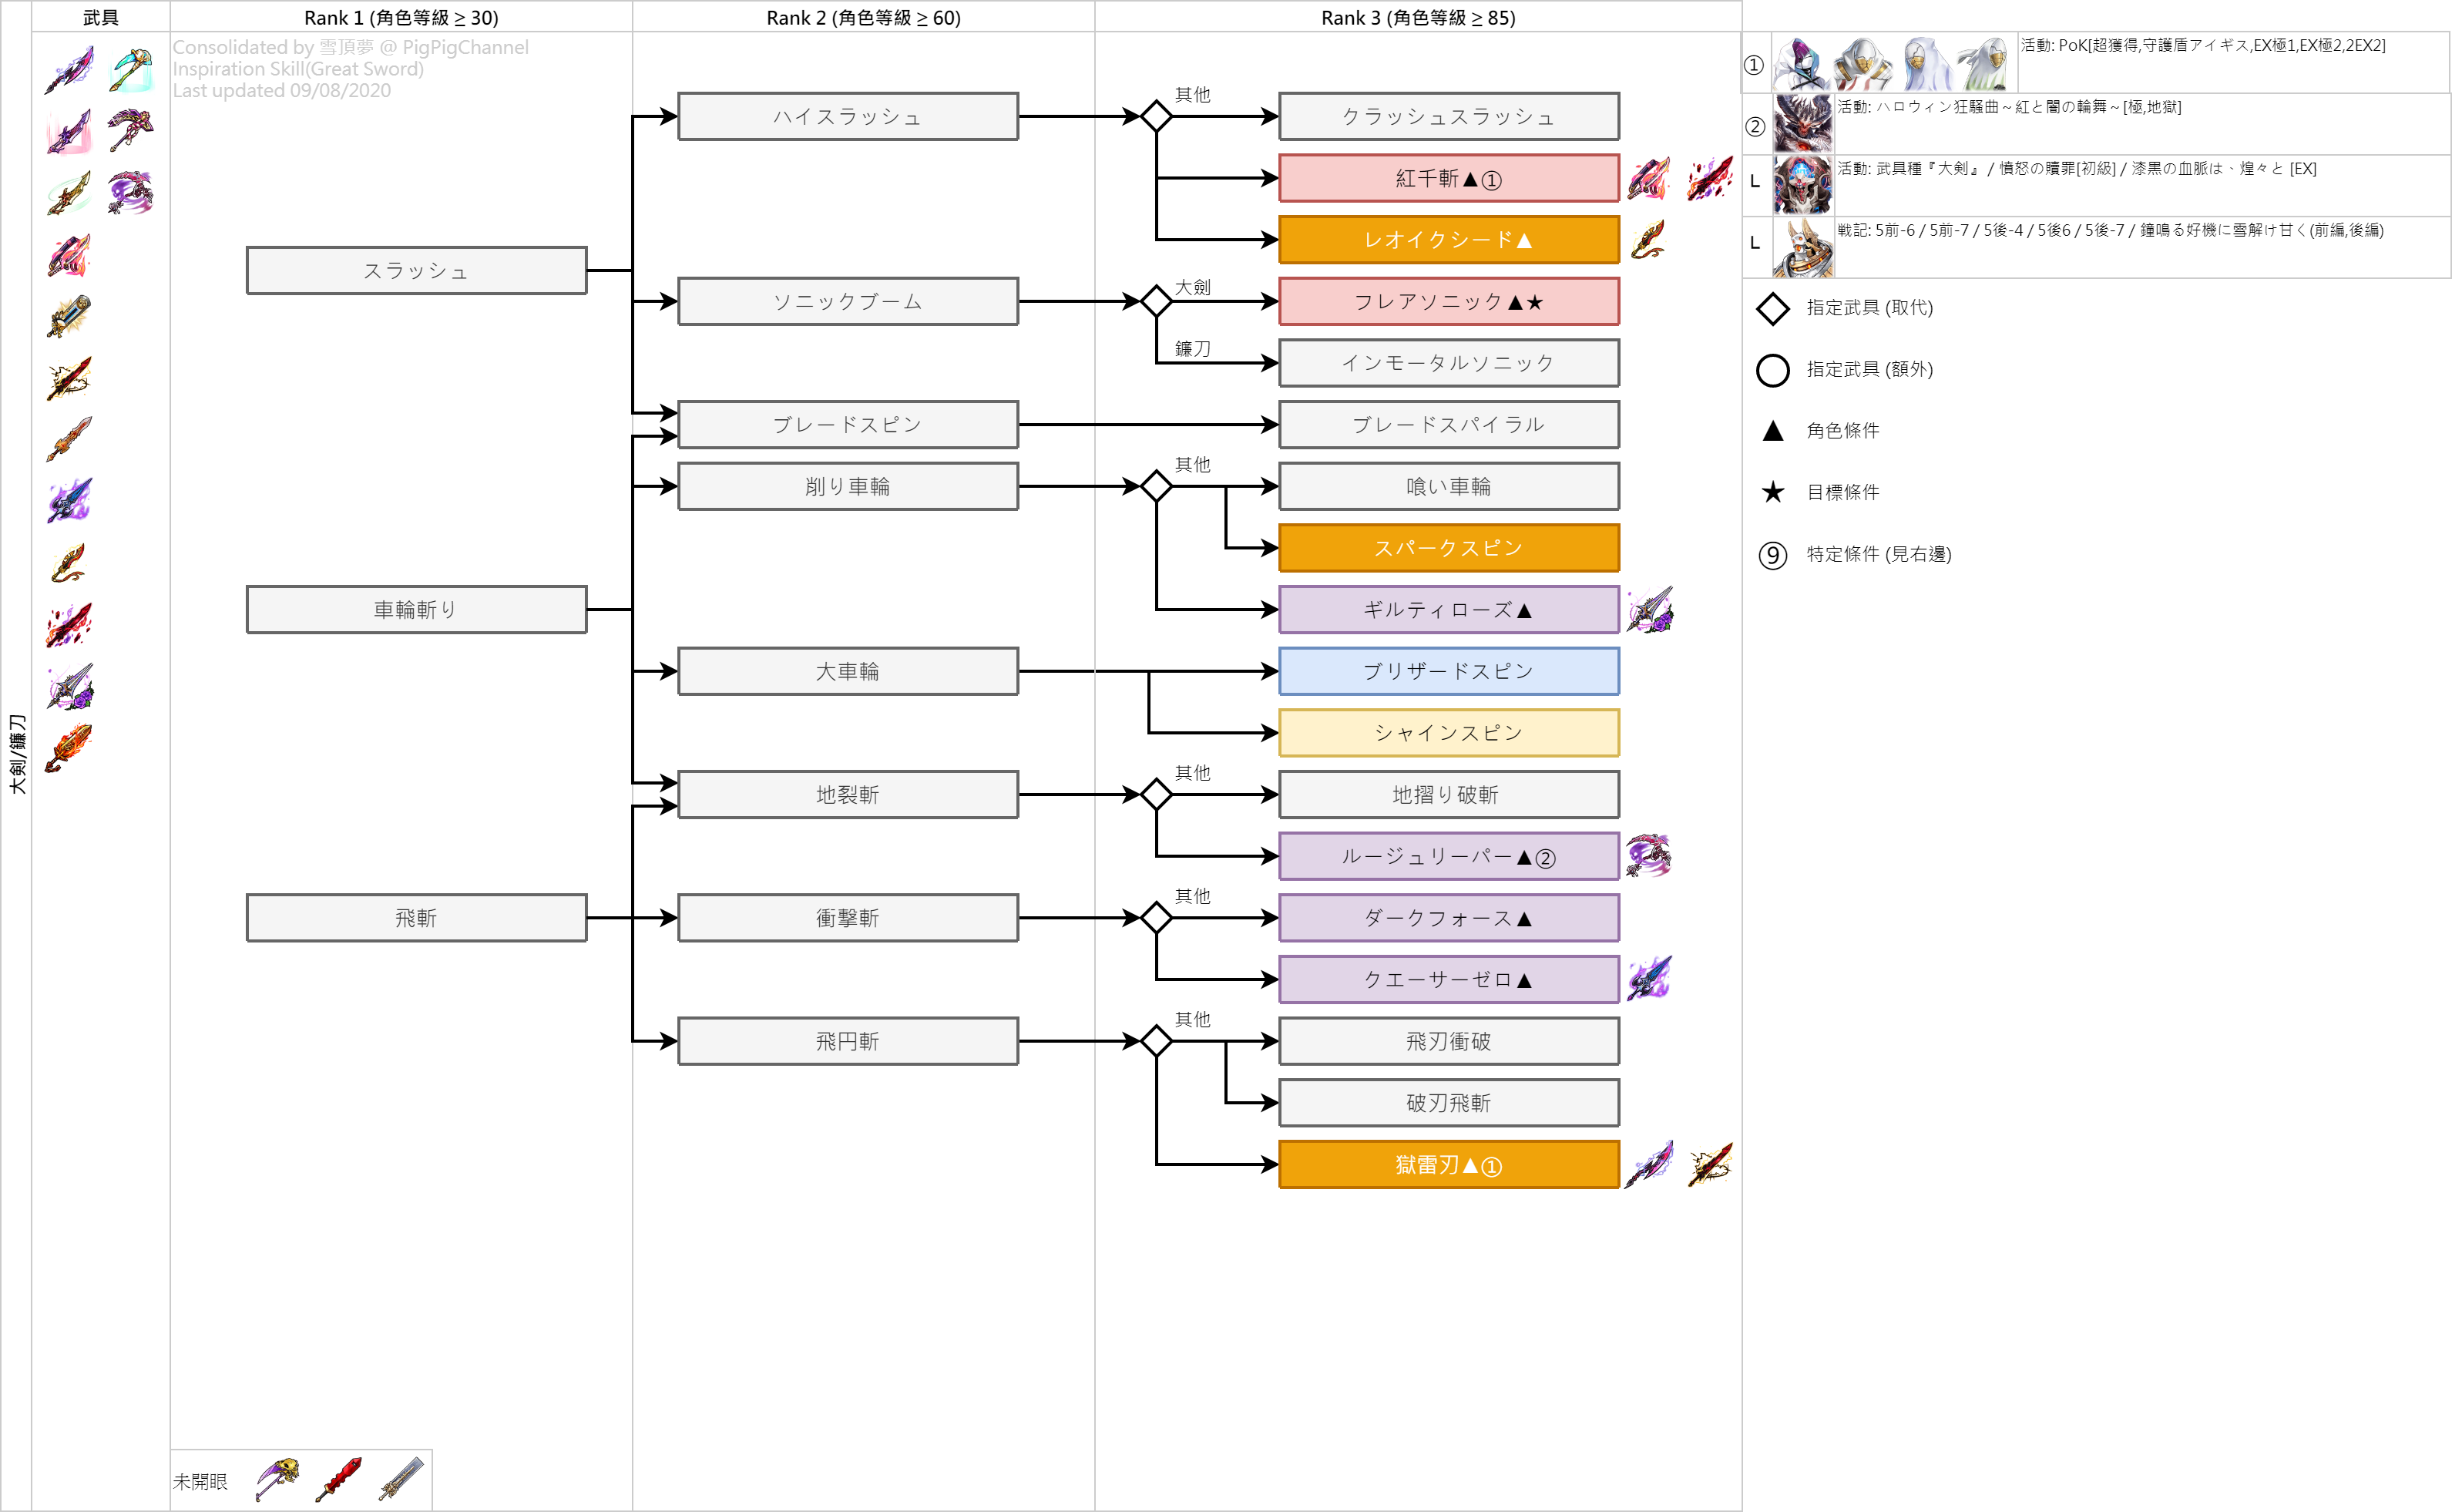 武具
Rank 1 (角色等級 ≥ 30)
Rank 2 (角色等級 ≥ 60)
Rank 3 (角色等級 ≥ 85)
Consolidated by 雪頂夢 @ PigPigChannel
Inspiration Skill(Great Sword)
Last updated 09/08/2020
大剣/鐮刀
スラッシュ
車輪斬り
飛斬
ハイスラッシュ
ソニックブーム
ブレードスピン
削り車輪
大車輪
地裂斬
衝撃斬
飛円斬
其他
クラッシュスラッシュ
紅千斬▲①
レオイクシード▲
大劍
フレアソニック▲★
鐮刀
インモータルソニック
ブレードスパイラル
其他
喰い車輪
スパークスピン
ギルティローズ▲
ブリザードスピン
シャインスピン
其他
地摺り破斬
ルージュリーパー▲②
其他
ダークフォース▲
クエーサーゼロ▲
其他
飛刃衝破
破刃飛斬
獄雷刃▲①
未開眼
① 活動: PoK[超獲得,守護盾アイギス,EX極1,EX極2,2EX2]
② 活動: ハロウィン狂騒曲～紅と闇の輪舞～[極,地獄]
L 活動: 武具種『大剣』 / 憤怒の贖罪[初級] / 漆黒の血脈は、煌々と [EX]
L 戦記: 5前-6 / 5前-7 / 5後-4 / 5後6 / 5後-7 / 鐘鳴る好機に雪解け甘く(前編,後編)
指定武具 (取代)
指定武具 (額外)
▲ 角色條件
★ 目標條件
⑨ 特定條件 (見右邊)